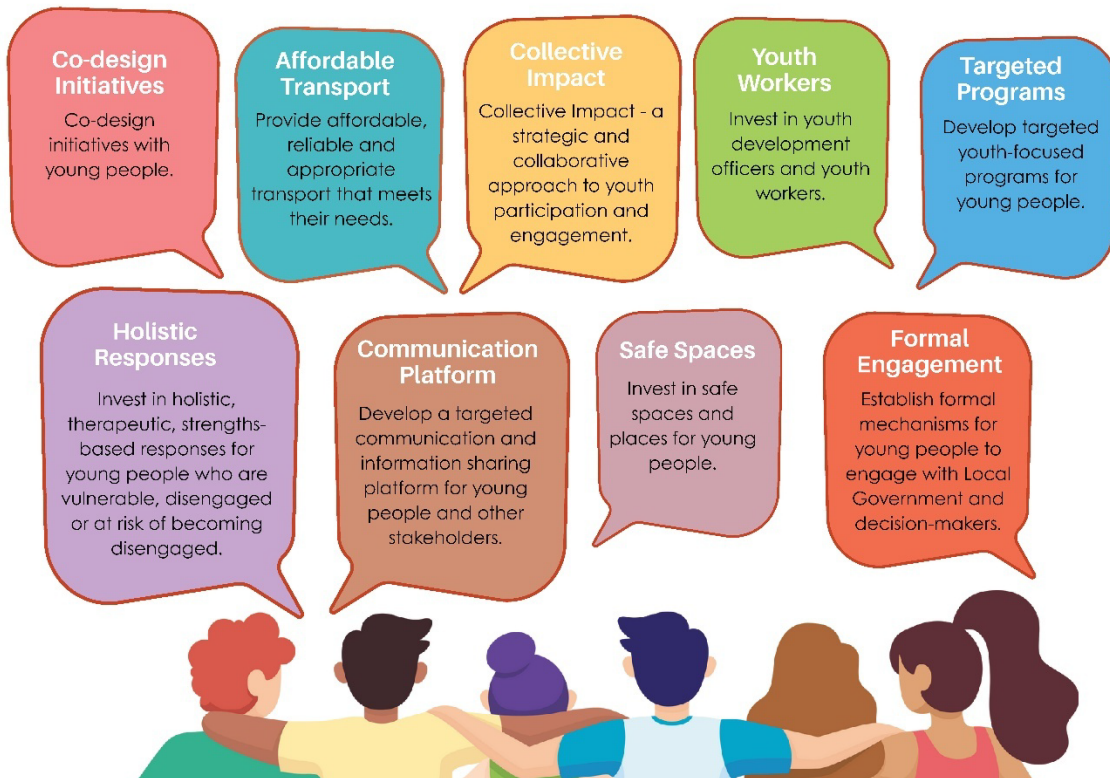 Co-design
Initiatives
Co-design
initiatives with
young people.
Affordable
Transport
Provide affordable,
reliable and
appropriate
transport that meets
their needs.
Collective
Impact
Collective Impact - a
strategic and
collaborative
approach to youth
participation and
engagement.
Youth
Workers
Invest in youth
development
officers and youth
workers.
Targeted
Programs
Develop targeted
youth-focused
programs for
young people.
Holistic
Responses
Invest in holistic,
therapeutic, strengths-
based responses for
young people who are
vulnerable, disengaged
or at risk of becoming
disengaged.
Communication
Platform
Develop a targeted
communication and
information sharing
platform for young
people and other
stakeholders.
Safe Spaces
Invest in safe
spaces and
places for young
people.
Formal
Engagement
Establish formal
mechanisms for
young people to
engage with Local
Government and
decision-makers.